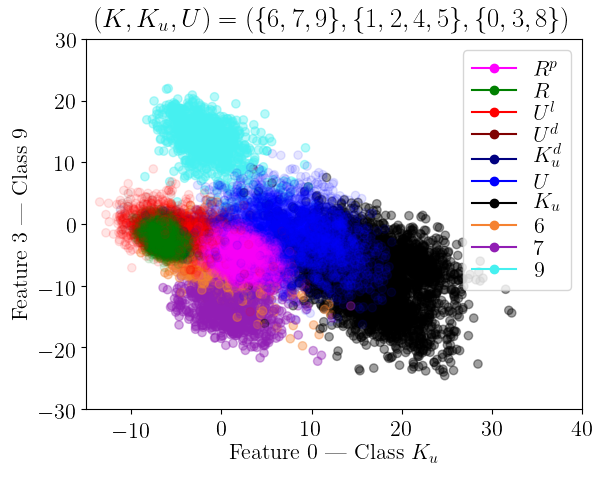 (K, K_u, U) = ({6, 7, 9}, {1, 2, 4, 5}, {0, 3, 8})
30
20
10
0
−10
−20
−30
Feature 3 — Class 9
R^p
R
U^l
U^d
K_u^d
U
K_u
6
7
9
−10 0 10 20 30 40
Feature 0 — Class K_u